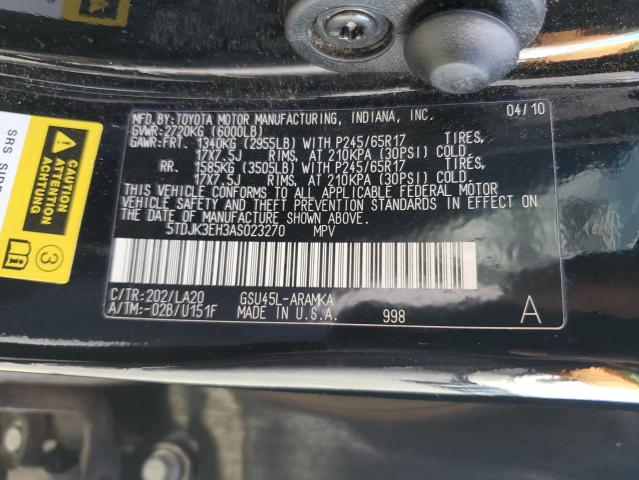 MFD.BY:TOYOTA MOTOR MANUFACTURING, INDIANA, INC. 04/10
GVWR:2720KG (6000LB)
GAWR:FRT. 1340KG (2955LB) WITH P245/65R17 TIRES,
17X7.5J RIMS, AT 210KPA (30PSI) COLD.
RR. 1585KG (3505LB) WITH P245/65R17 TIRES,
17X7.5J RIMS, AT 210KPA (30PSI) COLD.
THIS VEHICLE CONFORMS TO ALL APPLICABLE FEDERAL MOTOR
VEHICLE SAFETY AND THEFT PREVENTION STANDARDS IN
EFFECT ON THE DATE OF MANUFACTURE SHOWN ABOVE.
5TDJK3EH3AS023270 MPV
C/TR:202/LA20 GSU45L-ARAMKA
A/TM:-02B/U151F MADE IN U.S.A. 998 A
CAUTION
ATTENTION
ACHTUNG
3
SRS SIDE